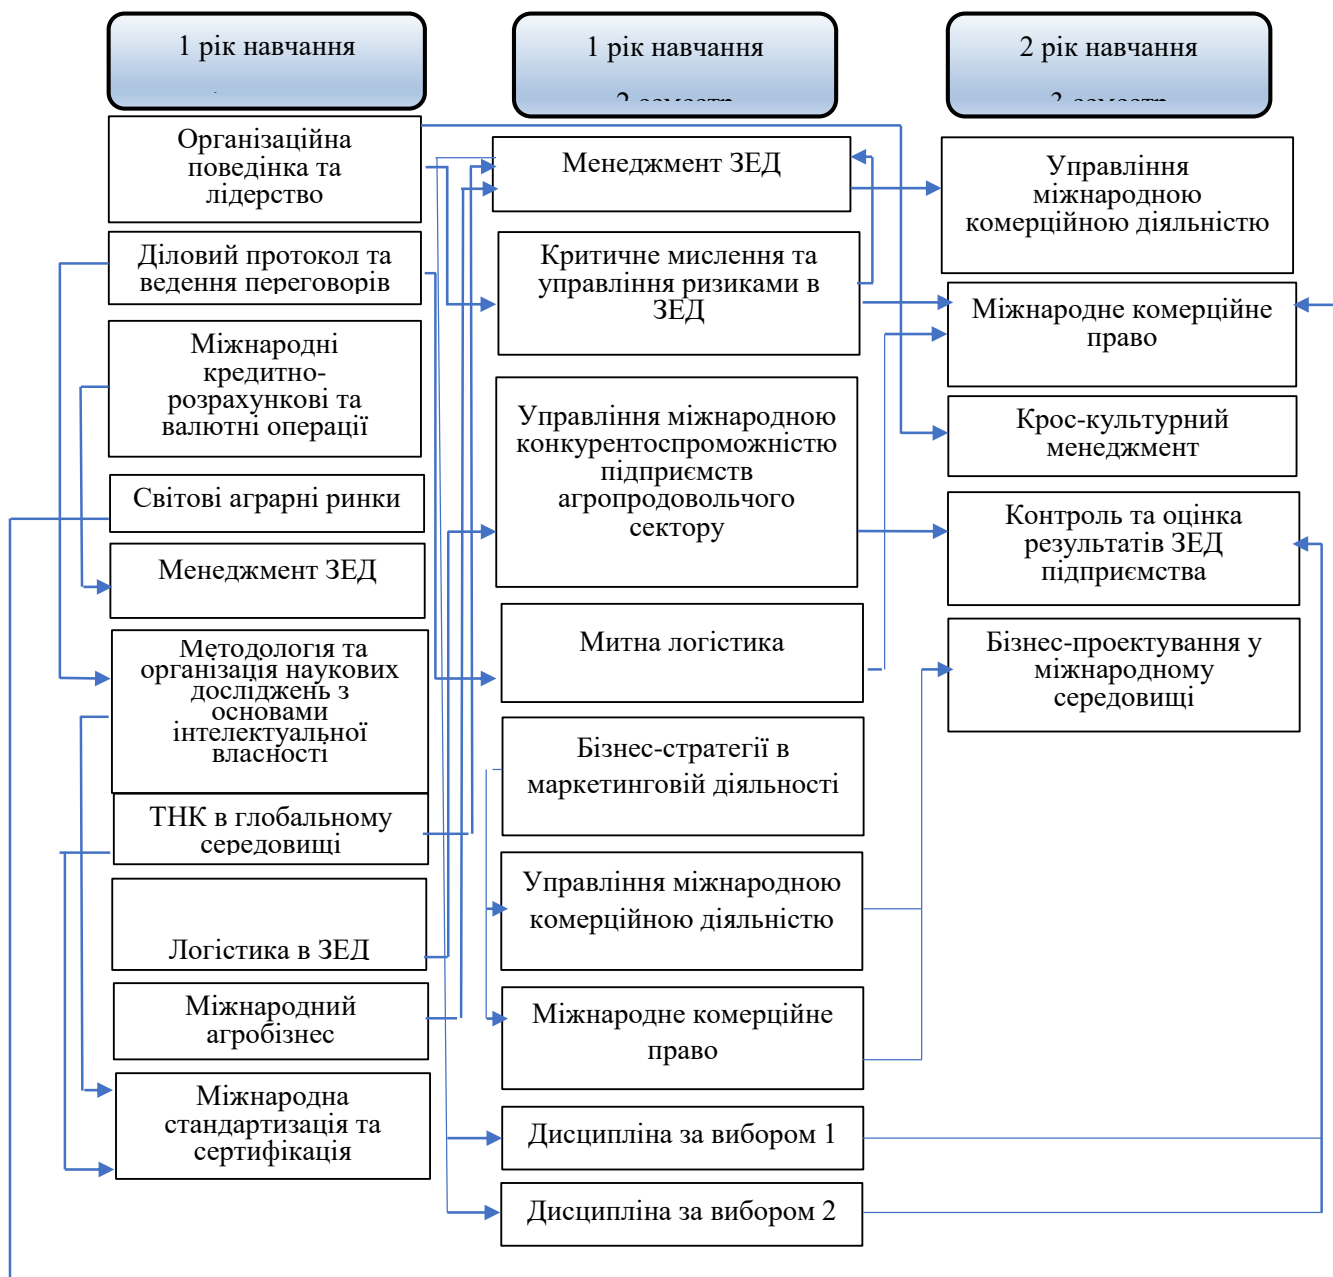 1 рік навчання
1 рік навчання
2 семестр
2 рік навчання
3 семестр
Організаційна
поведінка та
лідерство
Діловий протокол та
ведення переговорів
Міжнародні
кредитно-
розрахункові та
валютні операції
Світові аграрні ринки
Менеджмент ЗЕД
Методологія та
організація наукових
досліджень з
основами
інтелектуальної
власності
ТНК в глобальному
середовищі
Логістика в ЗЕД
Міжнародний
агробізнес
Міжнародна
стандартизація та
сертифікація
Менеджмент ЗЕД
Критичне мислення та
управління ризиками в
ЗЕД
Управління міжнародною
конкурентоспроможністю
підприємств
агропродовольчого
сектору
Митна логістика
Бізнес-стратегії в
маркетинговій діяльності
Управління міжнародною
комерційною діяльністю
Міжнародне комерційне
право
Дисципліна за вибором 1
Дисципліна за вибором 2
Управління
міжнародною
комерційною діяльністю
Міжнародне комерційне
право
Крос-культурний
менеджмент
Контроль та оцінка
результатів ЗЕД
підприємства
Бізнес-проектування у
міжнародному
середовищі